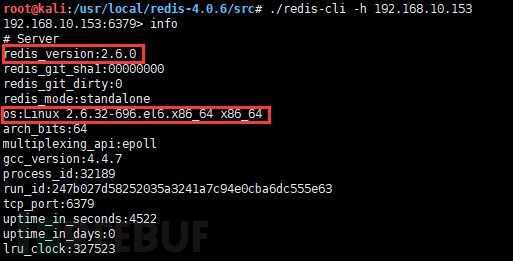 root@kali:/usr/local/redis-4.0.6/src# ./redis-cli -h 192.168.10.153
192.168.10.153:6379> info
# Server
redis_version:2.6.0
redis_git_sha1:00000000
redis_git_dirty:0
redis_mode:standalone
os:Linux 2.6.32-696.el6.x86_64 x86_64
arch_bits:64
multiplexing_api:epoll
gcc_version:4.4.7
process_id:32189
run_id:247b027d58252035a3241a7c94e0cba6dc555e63
tcp_port:6379
uptime_in_seconds:4522
uptime_in_days:0
lru_clock:327523